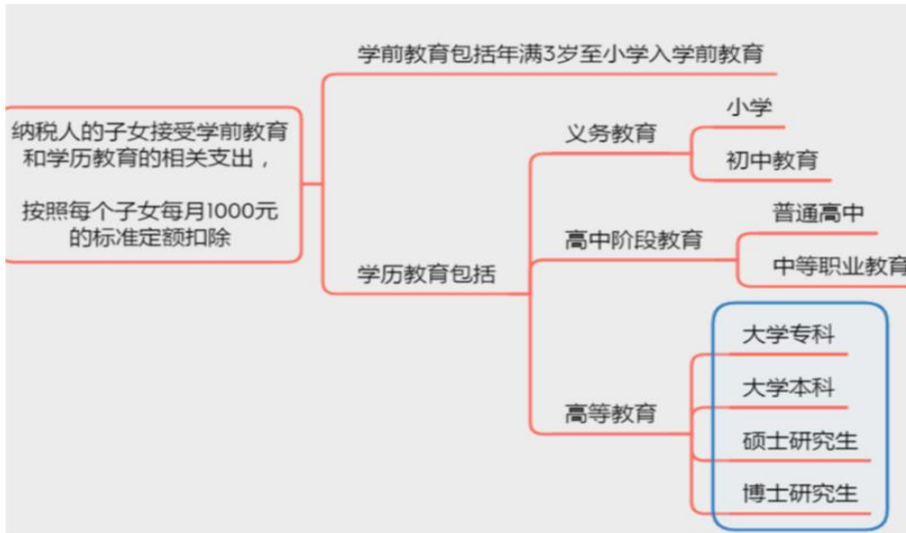 学前教育包括年满3岁至小学入学前教育
纳税人的子女接受学前教育
和学历教育的相关支出，
按照每个子女每月1000元
的标准定额扣除
学历教育包括
义务教育
小学
初中教育
高中阶段教育
普通高中
中等职业教育
高等教育
大学专科
大学本科
硕士研究生
博士研究生